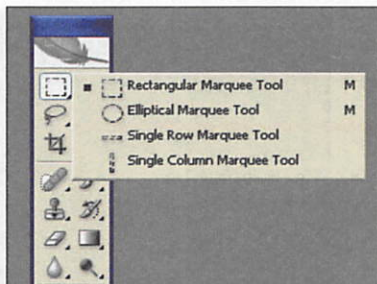 Rectangular Marquee Tool M
Elliptical Marquee Tool M
Single Row Marquee Tool
Single Column Marquee Tool